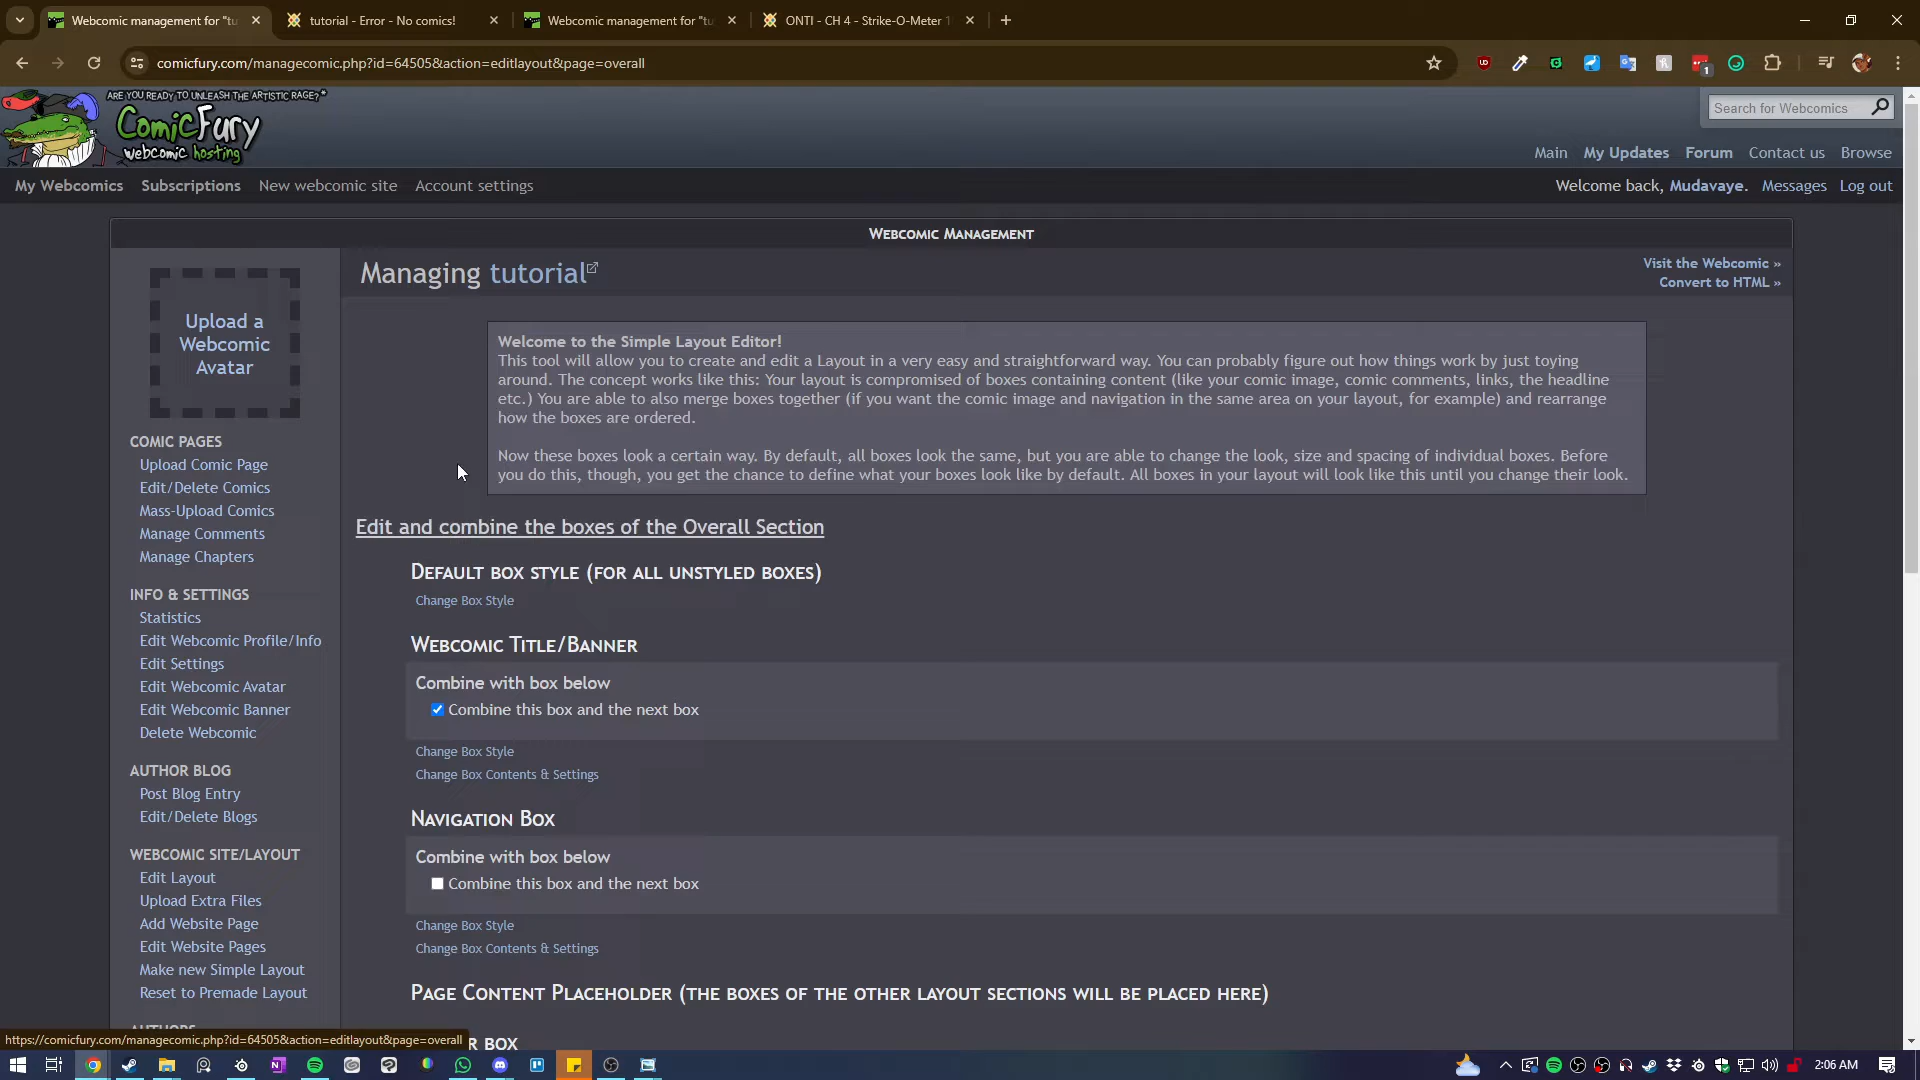 Webcomic management for "tu
tutorial - Error - No comics!
Webcomic management for "tu
ONTI - CH 4 - Strike-O-Meter
comicfury.com/managecomic.php?id=64505&action=editlayout&page=overall
1
ARE YOU READY TO UNLEASH THE ARTISTIC RAGE?*
ComicFury
webcomic hosting
Search for Webcomics
Main My Updates Forum Contact us Browse
My Webcomics Subscriptions New webcomic site Account settings
Welcome back, Mudavaye. Messages Log out
Webcomic Management
Managing tutorial
Visit the Webcomic »
Convert to HTML »
Upload a
Webcomic
Avatar
COMIC PAGES
Upload Comic Page
Edit/Delete Comics
Mass-Upload Comics
Manage Comments
Manage Chapters
INFO & SETTINGS
Statistics
Edit Webcomic Profile/Info
Edit Settings
Edit Webcomic Avatar
Edit Webcomic Banner
Delete Webcomic
AUTHOR BLOG
Post Blog Entry
Edit/Delete Blogs
WEBCOMIC SITE/LAYOUT
Edit Layout
Upload Extra Files
Add Website Page
Edit Website Pages
Make new Simple Layout
Reset to Premade Layout
AUTHORS
Welcome to the Simple Layout Editor!
This tool will allow you to create and edit a Layout in a very easy and straightforward way. You can probably figure out how things work by just toying
around. The concept works like this: Your layout is compromised of boxes containing content (like your comic image, comic comments, links, the headline
etc.) You are able to also merge boxes together (if you want the comic image and navigation in the same area on your layout, for example) and rearrange
how the boxes are ordered.
Now these boxes look a certain way. By default, all boxes look the same, but you are able to change the look, size and spacing of individual boxes. Before
you do this, though, you get the chance to define what your boxes look like by default. All boxes in your layout will look like this until you change their look.
Edit and combine the boxes of the Overall Section
Default box style (for all unstyled boxes)
Change Box Style
Webcomic Title/Banner
Combine with box below
Combine this box and the next box
Change Box Style
Change Box Contents & Settings
Navigation Box
Combine with box below
Combine this box and the next box
Change Box Style
Change Box Contents & Settings
Page Content Placeholder (the boxes of the other layout sections will be placed here)
R BOX
https://comicfury.com/managecomic.php?id=64505&action=editlayout&page=overall
2:06 AM